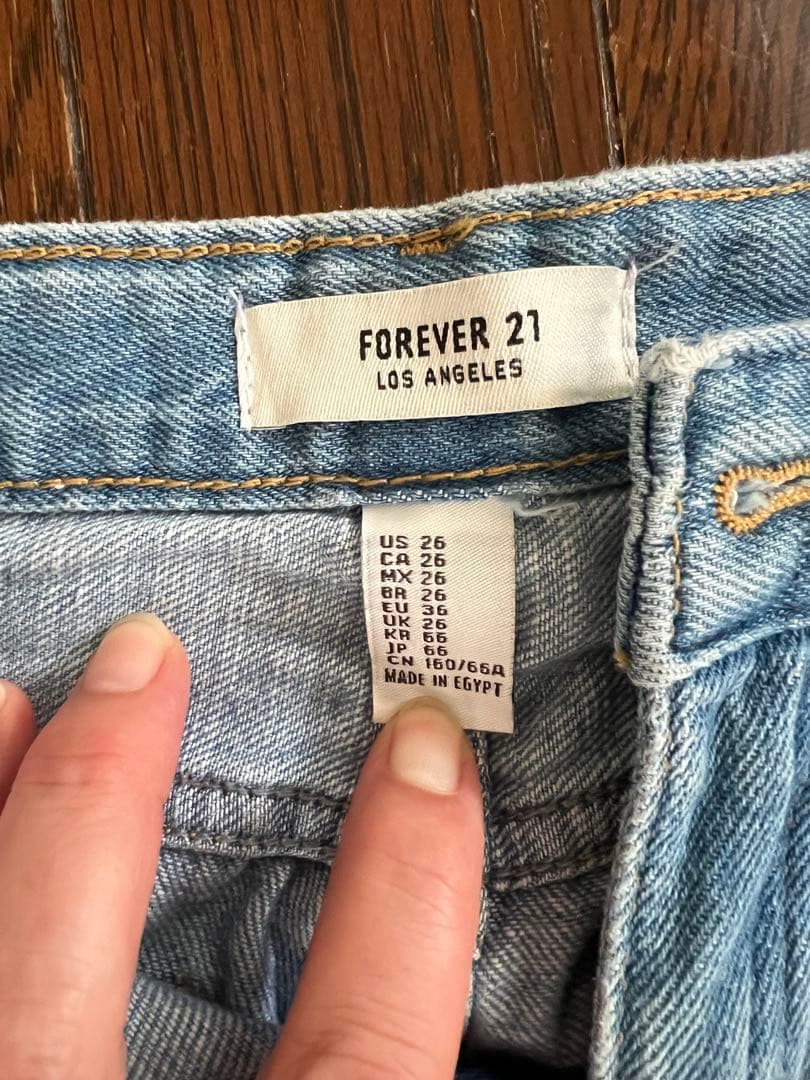 FOREVER 21
LOS ANGELES
US 26
CA 26
MX 26
BR 26
EU 36
UK 26
KR 66
JP 66
CN 160/66A
MADE IN EGYPT